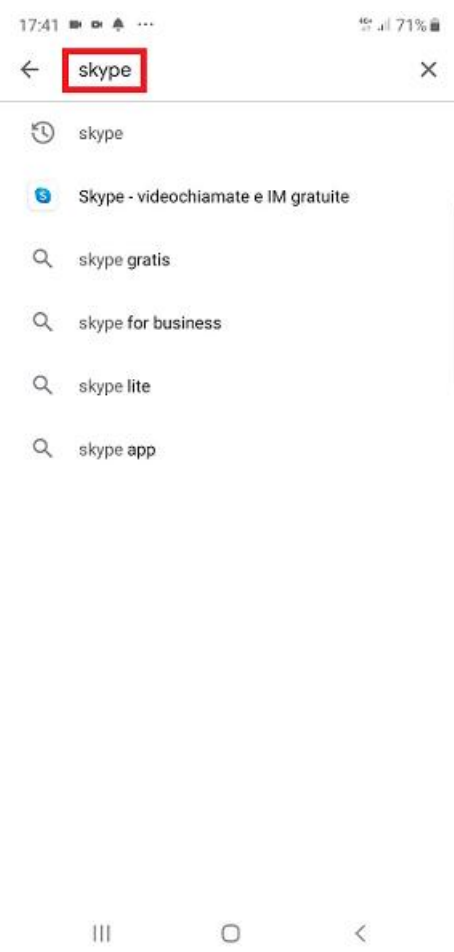 17:41
71%
skype
skype
Skype - videochiamate e IM gratuite
skype gratis
skype for business
skype lite
skype app